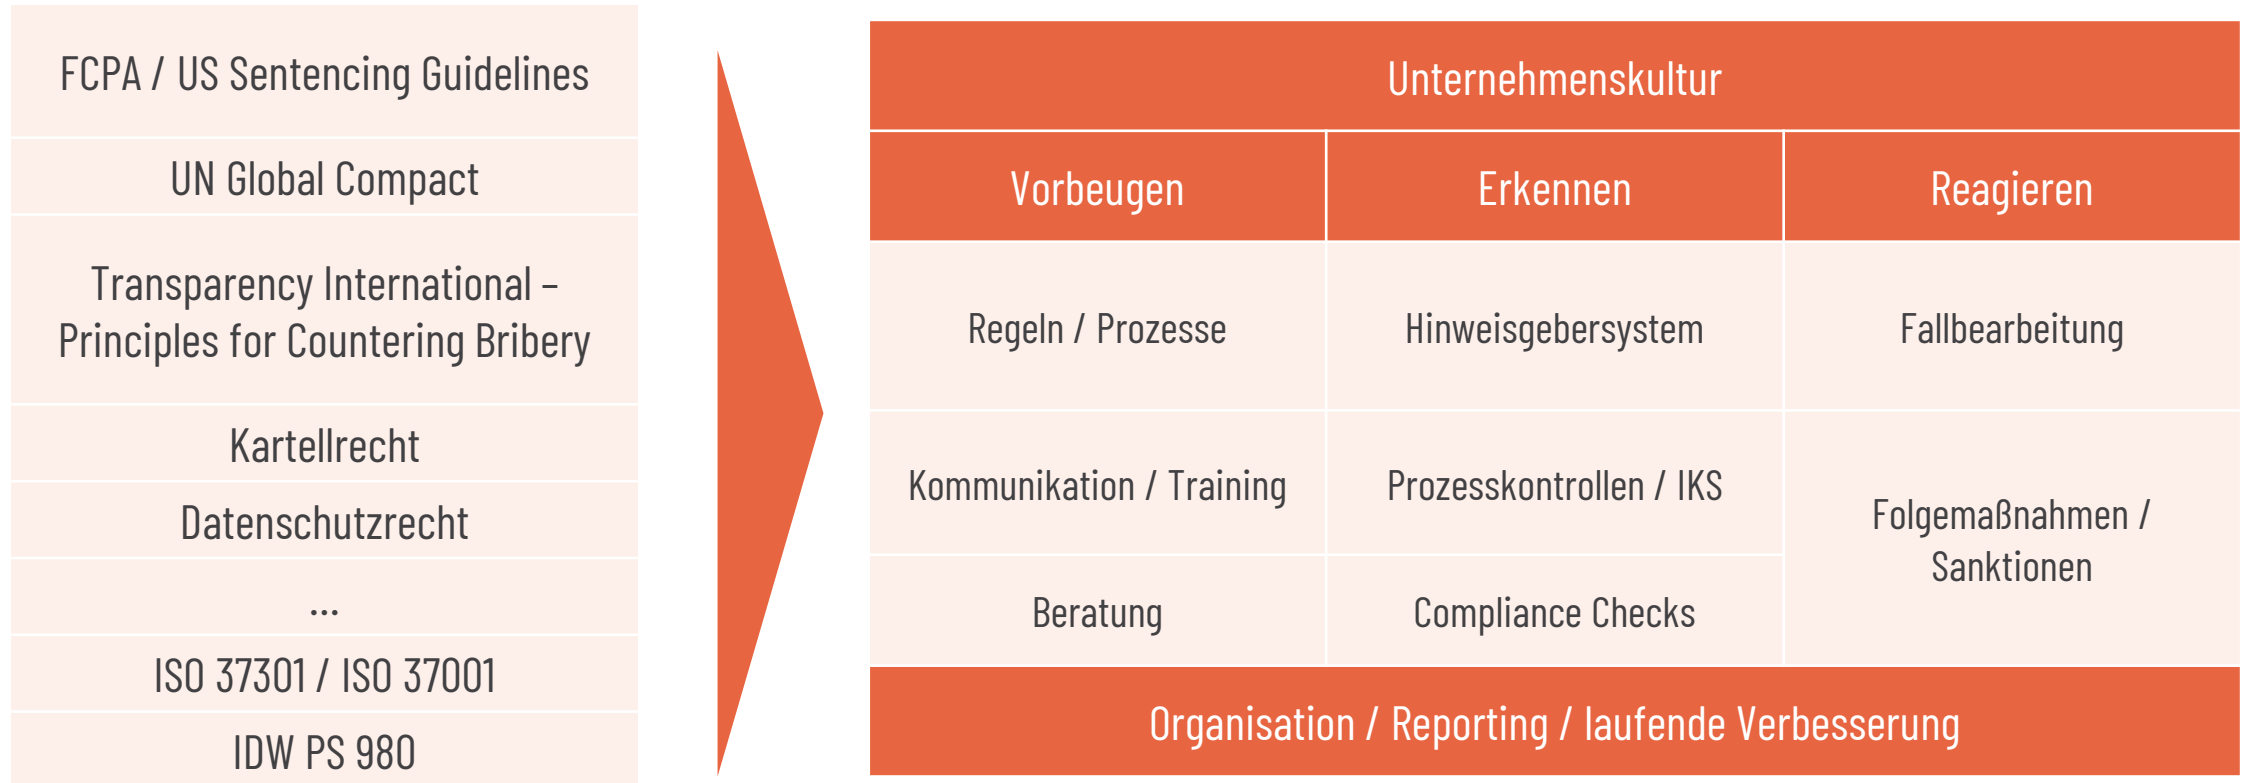 FCPA / US Sentencing Guidelines
UN Global Compact
Transparency International –
Principles for Countering Bribery
Kartellrecht
Datenschutzrecht
...
ISO 37301 / ISO 37001
IDW PS 980
Unternehmenskultur
Vorbeugen
Erkennen
Reagieren
Regeln / Prozesse
Hinweisgebersystem
Fallbearbeitung
Kommunikation / Training
Prozesskontrollen / IKS
Folgemaßnahmen /
Sanktionen
Beratung
Compliance Checks
Organisation / Reporting / laufende Verbesserung